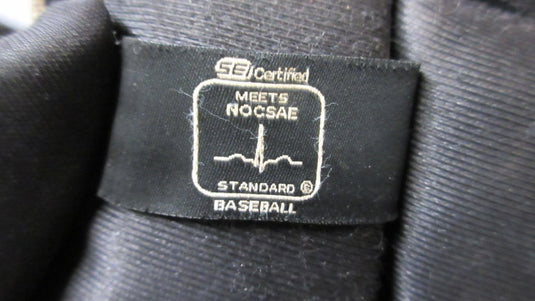 SEI Certified
MEETS
NOCSAE
STANDARD ©
BASEBALL